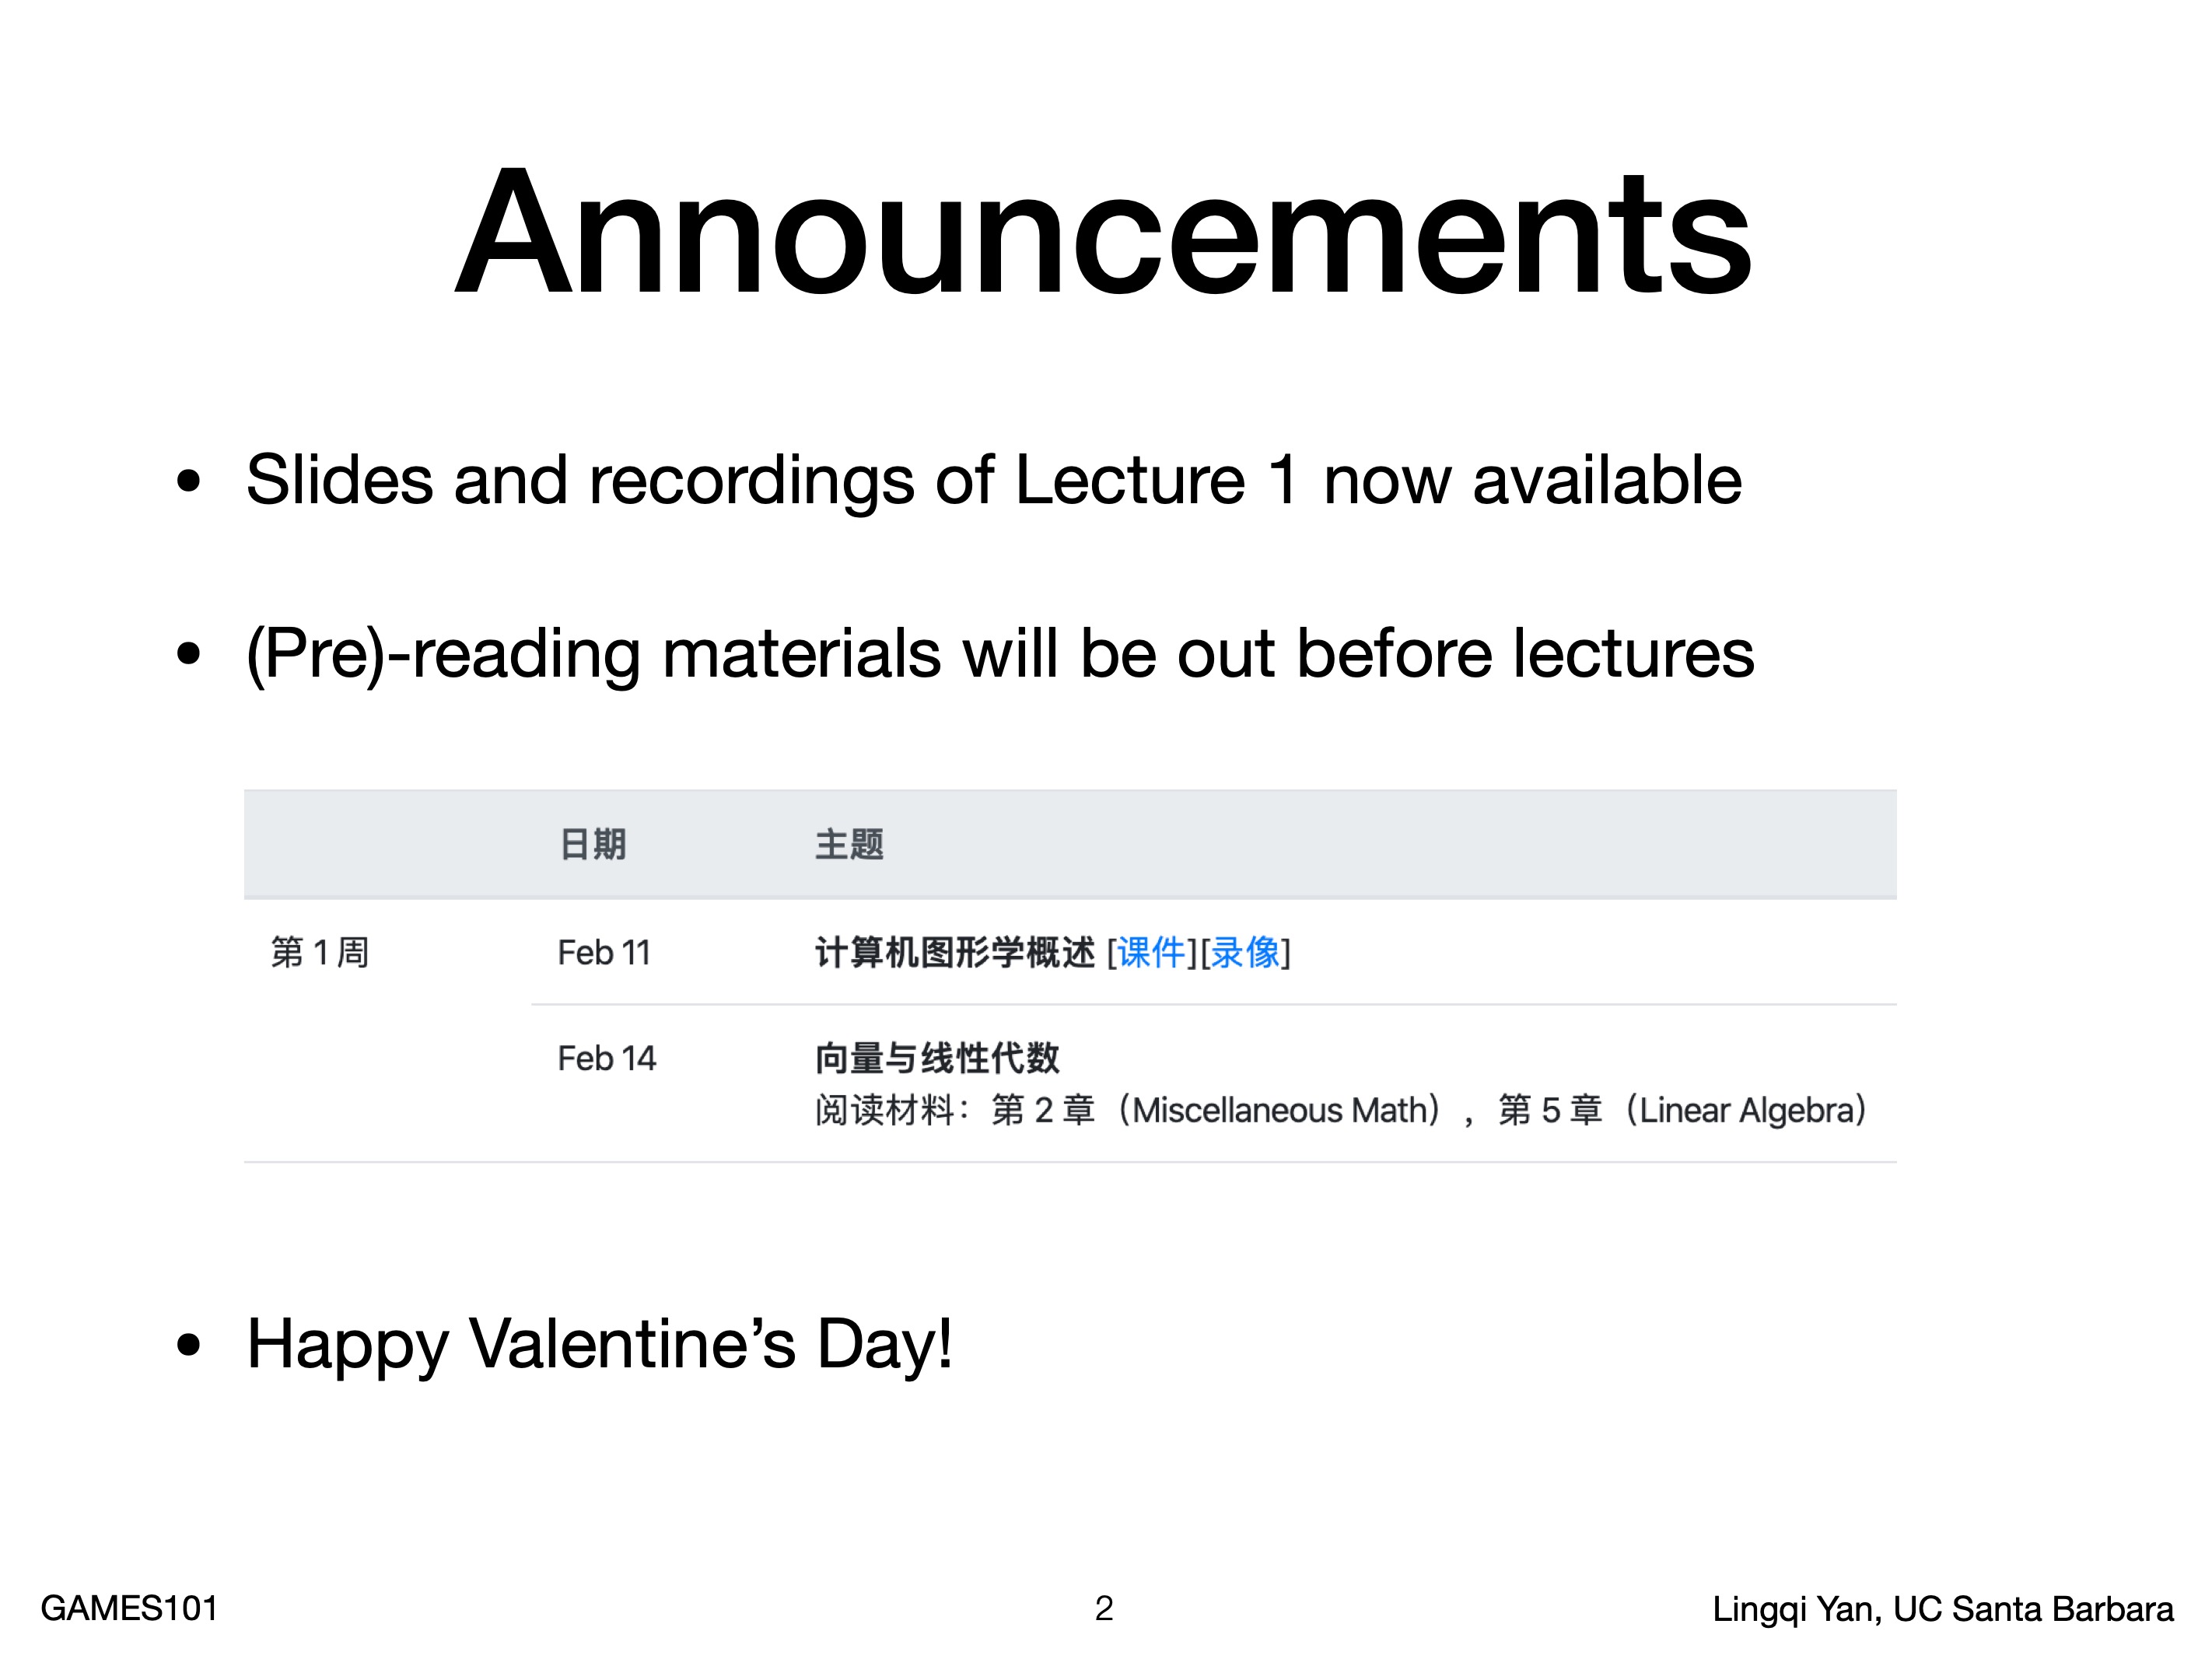 Announcements
• Slides and recordings of Lecture 1 now available
• (Pre)-reading materials will be out before lectures
日期 主题
第 1 周 Feb 11 计算机图形学概述 [课件][录像]
Feb 14 向量与线性代数
阅读材料：第 2 章（Miscellaneous Math），第 5 章（Linear Algebra）
• Happy Valentine’s Day!
GAMES101 2 Lingqi Yan, UC Santa Barbara